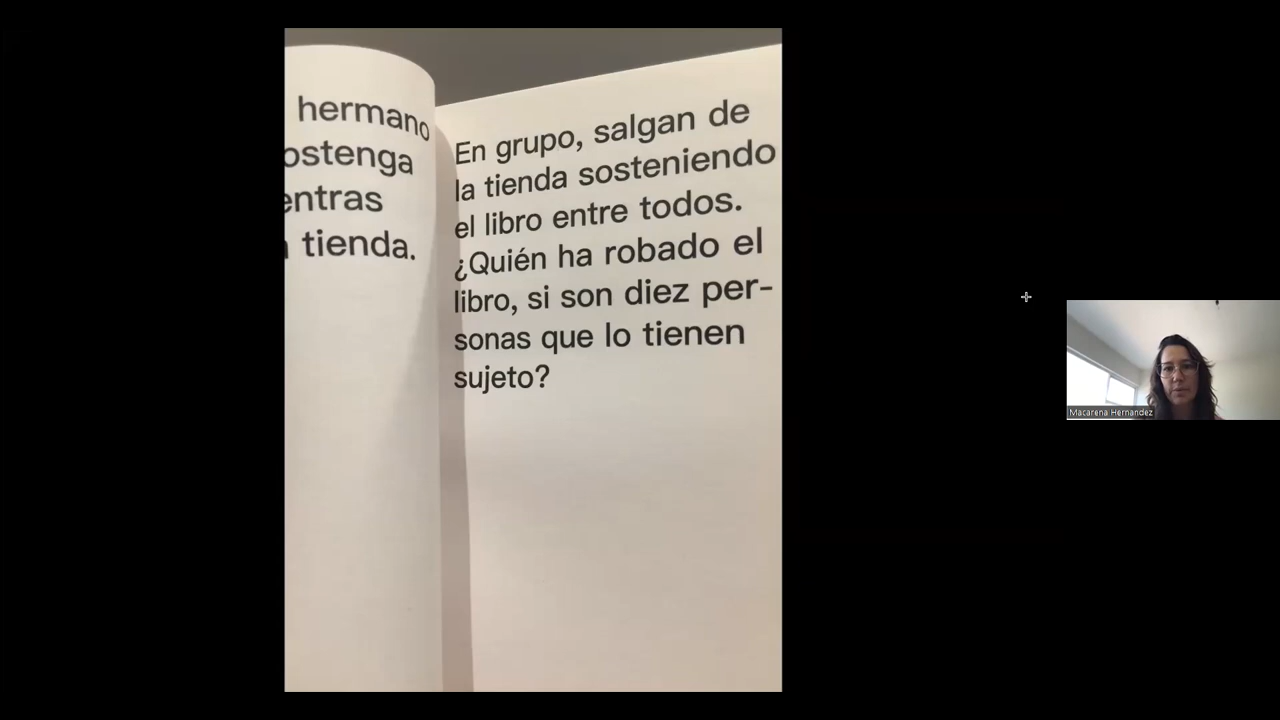 hermano
ostenga
entras
tienda.
En grupo, salgan de
la tienda sosteniendo
el libro entre todos.
¿Quién ha robado el
libro, si son diez per-
sonas que lo tienen
sujeto?
Macarena Hernandez